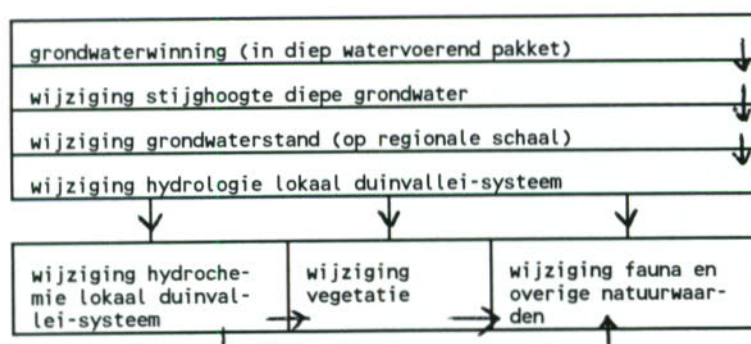 grondwaterwinning (in diep watervoerend pakket)
wijziging stijghoogte diepe grondwater
wijziging grondwaterstand (op regionale schaal)
wijziging hydrologie lokaal duinvallei-systeem
wijziging hydroche-
mie lokaal duinval-
lei-systeem
wijziging
vegetatie
wijziging fauna en
overige natuurwaar-
den